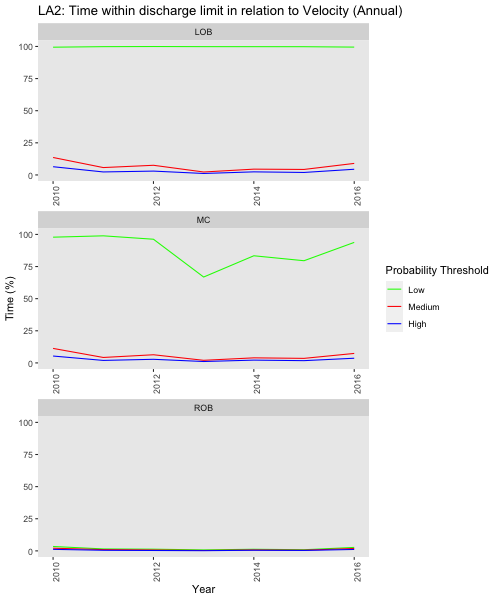 LA2: Time within discharge limit in relation to Velocity (Annual)
LOB
100
75
50
25
0
2010
2012
2014
2016
MC
100
75
50
25
0
2010
2012
2014
2016
ROB
100
75
50
25
0
2010
2012
2014
2016
Time (%)
Year
Probability Threshold
Low
Medium
High